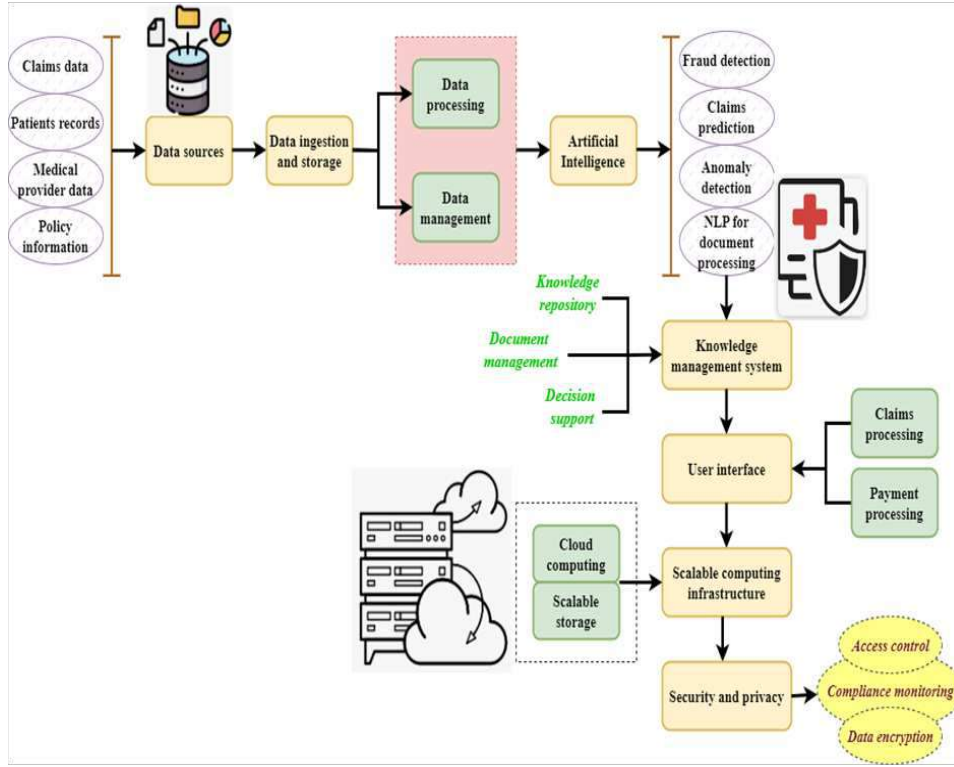 Claims data
Patients records
Medical
provider data
Policy
information
Data sources
Data ingestion
and storage
Data
processing
Data
management
Artificial
Intelligence
Fraud detection
Claims
prediction
Anomaly
detection
NLP for
document
processing
Knowledge
repository
Document
management
Decision
support
Knowledge
management system
User interface
Claims
processing
Payment
processing
Cloud
computing
Scalable
storage
Scalable computing
infrastructure
Security and privacy
Access control
Compliance monitoring
Data encryption